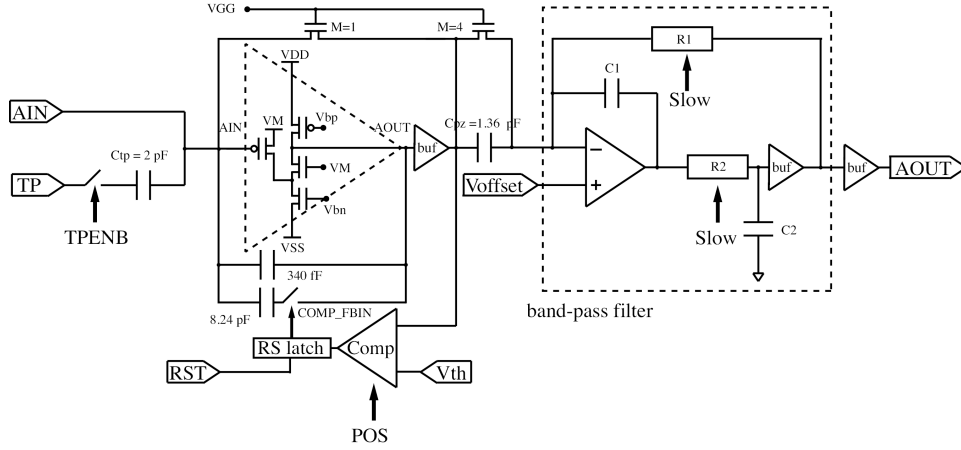 VGG
M=1
M=4
R1
VDD
C1
Slow
AIN
Vbp
AIN
VM
AOUT
Cpz =1.36 pF
buf
Ctp = 2 pF
VM
TP
Vbn
Voffset
R2
buf
buf
AOUT
TPENB
VSS
Slow
C2
340 fF
8.24 pF
COMP_FBIN
band-pass filter
RS latch
Comp
RST
Vth
POS
−
+